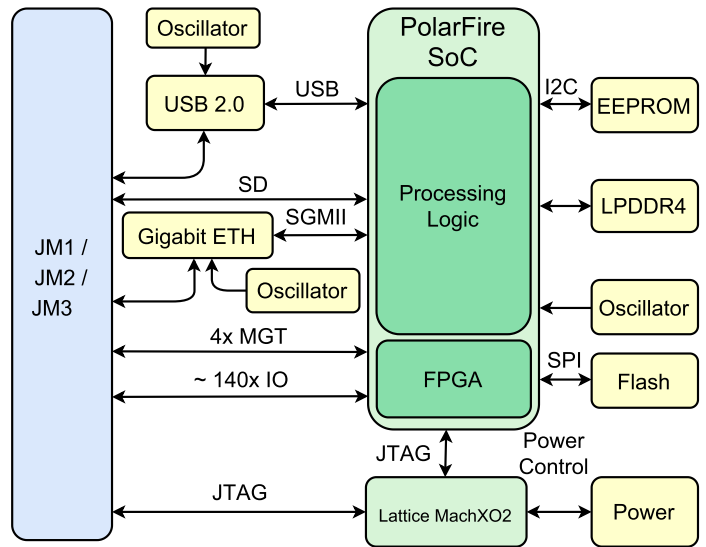 Oscillator
PolarFire
SoC
USB 2.0
USB
I2C
EEPROM
SD
Processing
Logic
LPDDR4
SGMII
Gigabit ETH
JM1 /
JM2 /
JM3
Oscillator
Oscillator
4x MGT
~ 140x IO
FPGA
SPI
Flash
JTAG
Power
Control
JTAG
Lattice MachXO2
Power